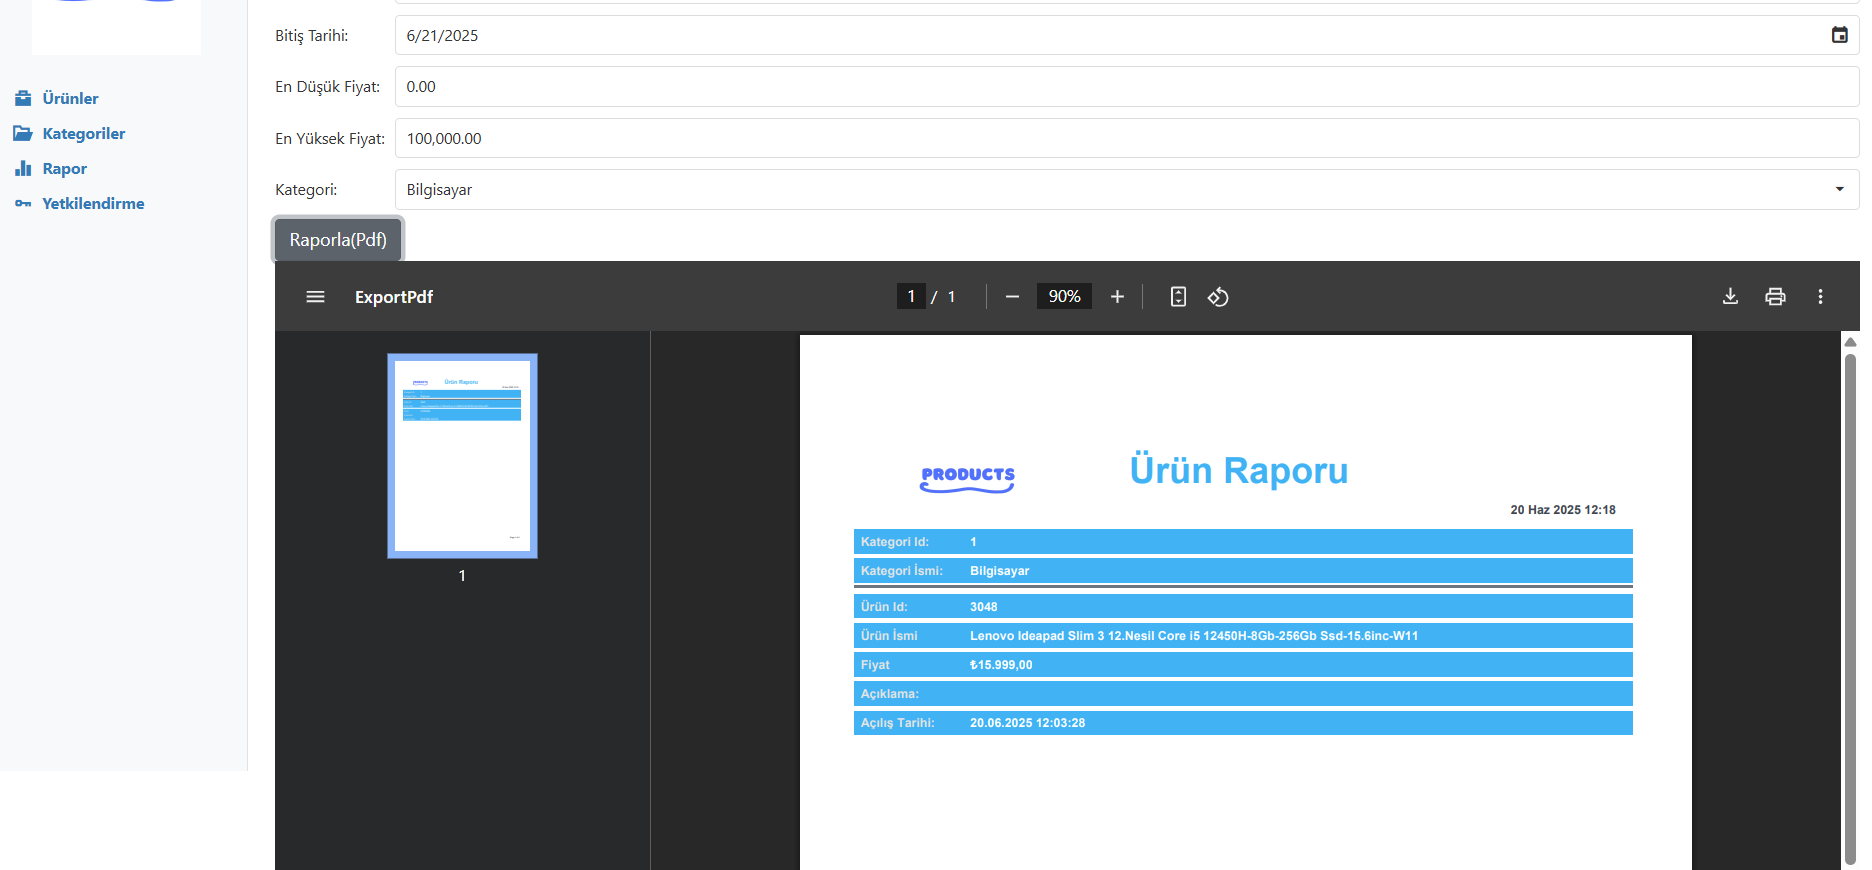 Bitiş Tarihi: 6/21/2025
En Düşük Fiyat: 0.00
En Yüksek Fiyat: 100,000.00
Kategori: Bilgisayar
Ürünler
Kategoriler
Rapor
Yetkilendirme
Raporla(Pdf)
ExportPdf 1 / 1 90%
1
PRODUCTS
Ürün Raporu
20 Haz 2025 12:18
Kategori Id: 1
Kategori İsmi: Bilgisayar
Ürün Id: 3048
Ürün İsmi Lenovo Ideapad Slim 3 12.Nesil Core i5 12450H-8Gb-256Gb Ssd-15.6inc-W11
Fiyat ₺15.999,00
Açıklama:
Açılış Tarihi: 20.06.2025 12:03:28